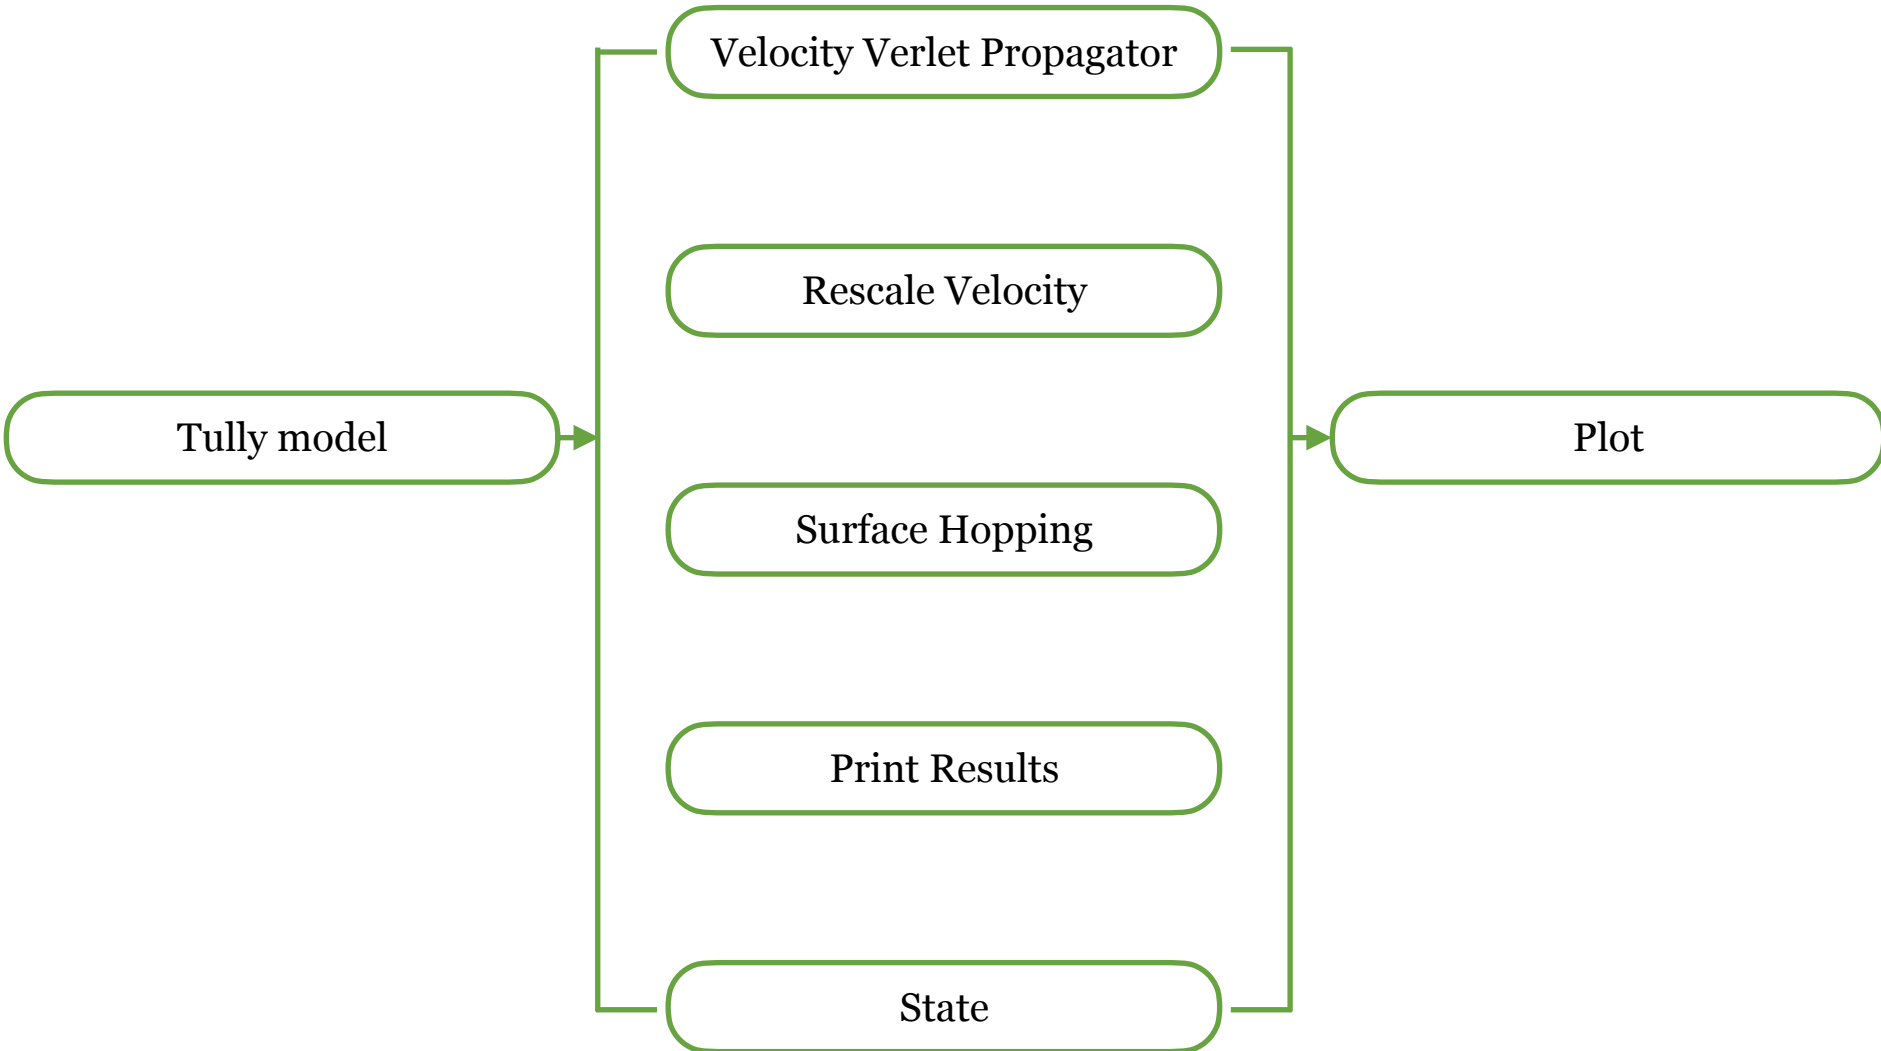 Velocity Verlet Propagator
Rescale Velocity
Tully model
Plot
Surface Hopping
Print Results
State